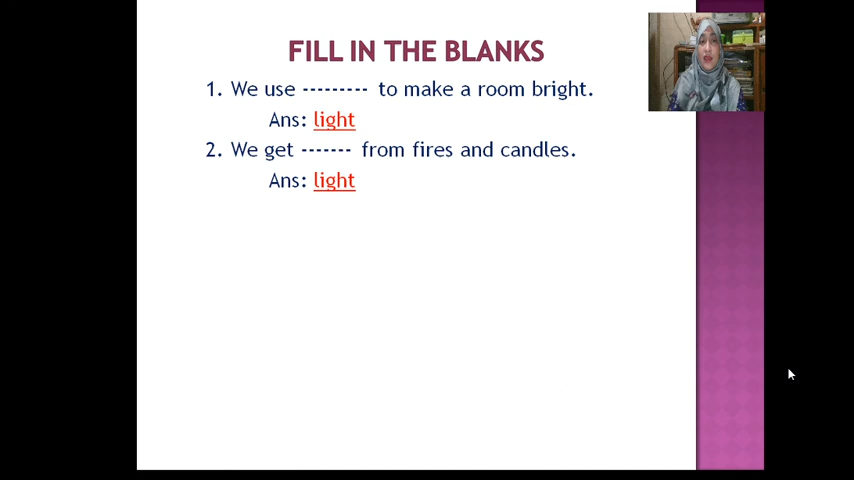 FILL IN THE BLANKS
1. We use --------- to make a room bright.
Ans: light
2. We get ------- from fires and candles.
Ans: light